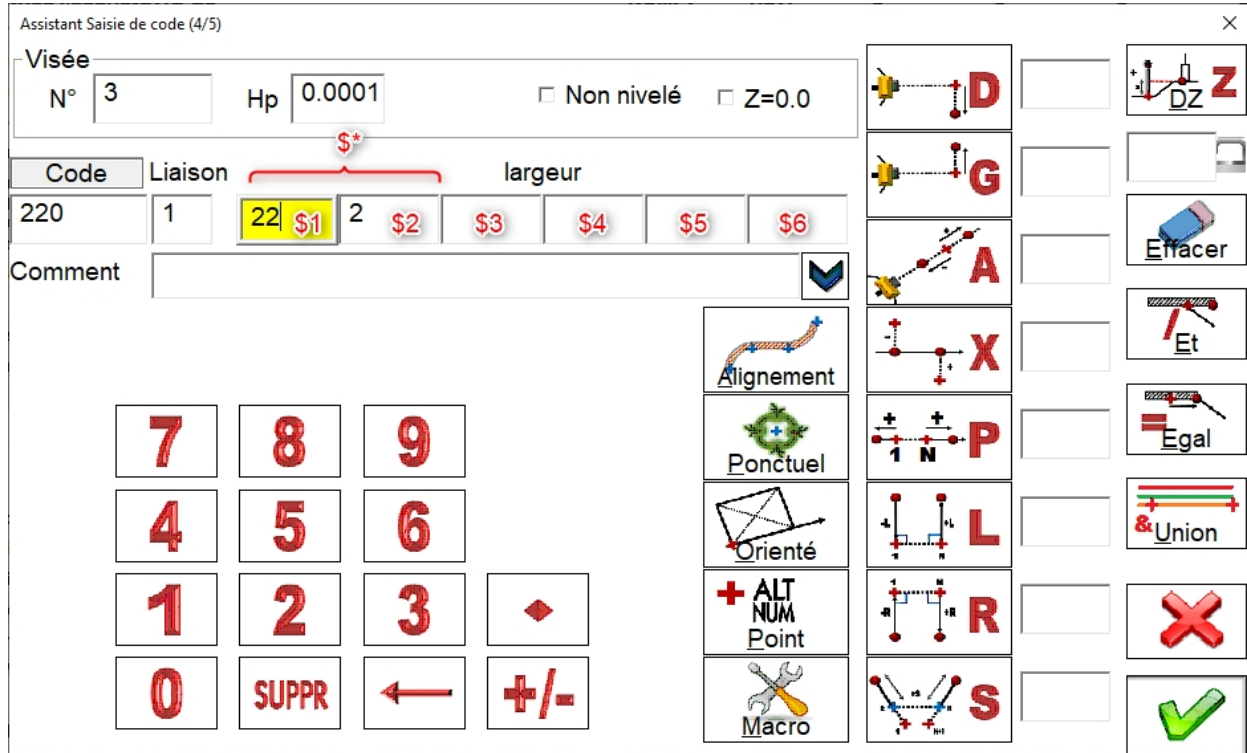 Assistant Saisie de code (4/5)
Visée
N° 3 Hp 0.0001 Non nivelé Z=0.0
$*
Code Liaison largeur
220 1 22 $1 2 $2 $3 $4 $5 $6
Comment
D
G
A
X
P
1 N
L
R
S
DZ Z
Effacer
Et
Egal
& Union
Alignement
Ponctuel
Orienté
ALT
NUM
Point
Macro
7 8 9
4 5 6
1 2 3
0 SUPPR +/-